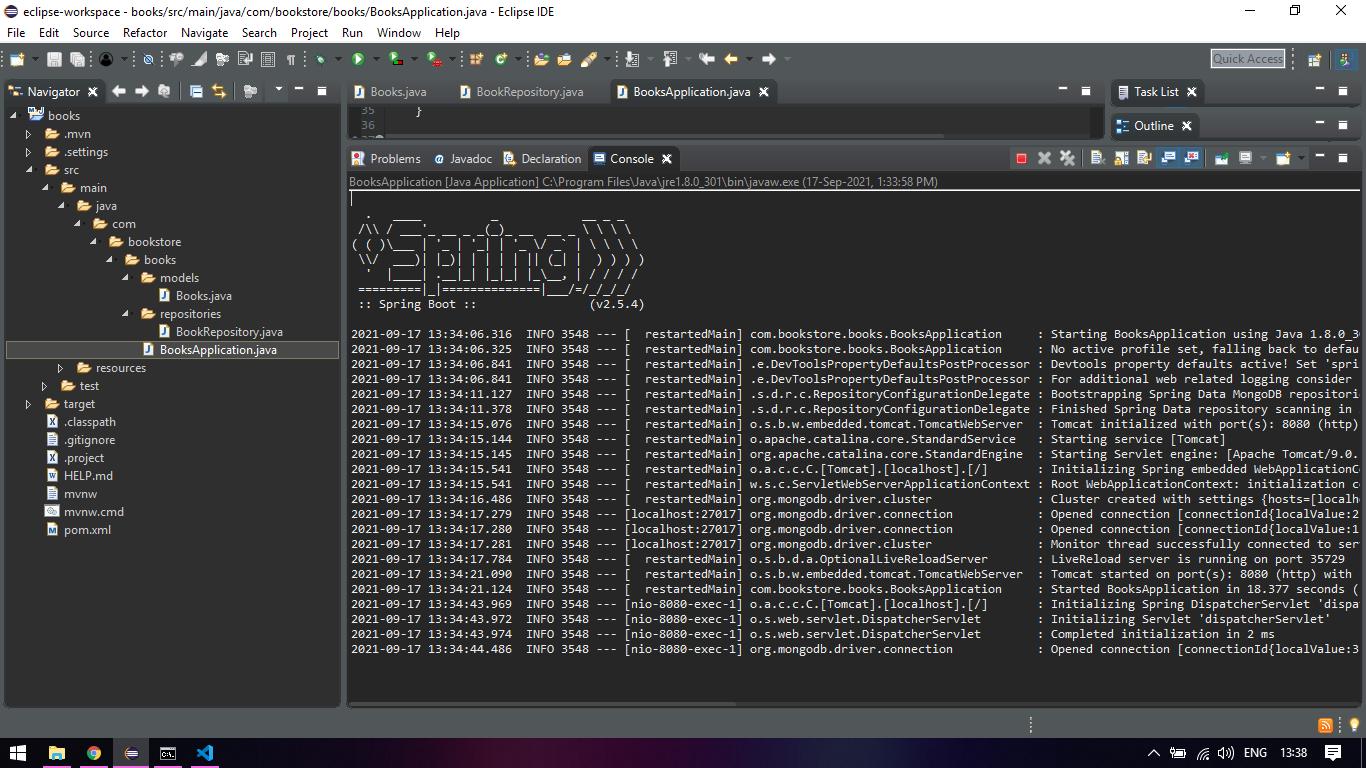 eclipse-workspace - books/src/main/java/com/bookstore/books/BooksApplication.java - Eclipse IDE
File Edit Source Refactor Navigate Search Project Run Window Help
Quick Access
Navigator
books
.mvn
.settings
src
main
java
com
bookstore
books
models
Books.java
repositories
BookRepository.java
BooksApplication.java
resources
test
target
.classpath
.gitignore
.project
HELP.md
mvnw
mvnw.cmd
pom.xml
Books.java BookRepository.java BooksApplication.java
35 }
36
Task List
Outline
Problems Javadoc Declaration Console
BooksApplication [Java Application] C:\Program Files\Java\jre1.8.0_301\bin\javaw.exe (17-Sep-2021, 1:33:58 PM)
  .   ____          _            __ _ _
 /\\ / ___'_ __ _ _(_)_ __  __ _ \ \ \ \
( ( )\___ | '_ | '_| | '_ \/ _` | \ \ \ \
 \\/  ___)| |_)| | | | | || (_| |  ) ) ) )
  '  |____| .__|_| |_|_| |_\__, | / / / /
 =========|_|==============|___/=/_/_/_/
 :: Spring Boot ::                (v2.5.4)
2021-09-17 13:34:06.316  INFO 3548 --- [  restartedMain] com.bookstore.books.BooksApplication     : Starting BooksApplication using Java 1.8.0_30
2021-09-17 13:34:06.325  INFO 3548 --- [  restartedMain] com.bookstore.books.BooksApplication     : No active profile set, falling back to defau
2021-09-17 13:34:06.841  INFO 3548 --- [  restartedMain] .e.DevToolsPropertyDefaultsPostProcessor : Devtools property defaults active! Set 'spri
2021-09-17 13:34:06.841  INFO 3548 --- [  restartedMain] .e.DevToolsPropertyDefaultsPostProcessor : For additional web related logging consider
2021-09-17 13:34:11.127  INFO 3548 --- [  restartedMain] .s.d.r.c.RepositoryConfigurationDelegate : Bootstrapping Spring Data MongoDB repositori
2021-09-17 13:34:11.378  INFO 3548 --- [  restartedMain] .s.d.r.c.RepositoryConfigurationDelegate : Finished Spring Data repository scanning in
2021-09-17 13:34:15.076  INFO 3548 --- [  restartedMain] o.s.b.w.embedded.tomcat.TomcatWebServer  : Tomcat initialized with port(s): 8080 (http)
2021-09-17 13:34:15.144  INFO 3548 --- [  restartedMain] o.apache.catalina.core.StandardService   : Starting service [Tomcat]
2021-09-17 13:34:15.145  INFO 3548 --- [  restartedMain] org.apache.catalina.core.StandardEngine  : Starting Servlet engine: [Apache Tomcat/9.0.
2021-09-17 13:34:15.541  INFO 3548 --- [  restartedMain] o.a.c.c.C.[Tomcat].[localhost].[/]       : Initializing Spring embedded WebApplicationCo
2021-09-17 13:34:15.541  INFO 3548 --- [  restartedMain] w.s.c.ServletWebServerApplicationContext : Root WebApplicationContext: initialization c
2021-09-17 13:34:16.486  INFO 3548 --- [  restartedMain] org.mongodb.driver.cluster               : Cluster created with settings {hosts=[localh
2021-09-17 13:34:17.279  INFO 3548 --- [localhost:27017] org.mongodb.driver.connection            : Opened connection [connectionId{localValue:2
2021-09-17 13:34:17.280  INFO 3548 --- [localhost:27017] org.mongodb.driver.connection            : Opened connection [connectionId{localValue:1
2021-09-17 13:34:17.281  INFO 3548 --- [localhost:27017] org.mongodb.driver.cluster               : Monitor thread successfully connected to ser
2021-09-17 13:34:17.784  INFO 3548 --- [  restartedMain] o.s.b.d.a.OptionalLiveReloadServer       : LiveReload server is running on port 35729
2021-09-17 13:34:21.090  INFO 3548 --- [  restartedMain] o.s.b.w.embedded.tomcat.TomcatWebServer  : Tomcat started on port(s): 8080 (http) with
2021-09-17 13:34:21.124  INFO 3548 --- [  restartedMain] com.bookstore.books.BooksApplication     : Started BooksApplication in 18.377 seconds (
2021-09-17 13:34:43.969  INFO 3548 --- [nio-8080-exec-1] o.a.c.c.C.[Tomcat].[localhost].[/]       : Initializing Spring DispatcherServlet 'dispa
2021-09-17 13:34:43.972  INFO 3548 --- [nio-8080-exec-1] o.s.web.servlet.DispatcherServlet        : Initializing Servlet 'dispatcherServlet'
2021-09-17 13:34:43.974  INFO 3548 --- [nio-8080-exec-1] o.s.web.servlet.DispatcherServlet        : Completed initialization in 2 ms
2021-09-17 13:34:44.486  INFO 3548 --- [nio-8080-exec-1] org.mongodb.driver.connection            : Opened connection [connectionId{localValue:3
ENG 13:38